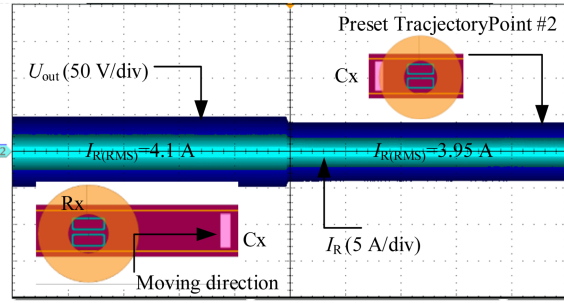 Preset TracjectoryPoint #2
Uout (50 V/div)
Cx
2
IR(RMS)=4.1 A
IR(RMS)=3.95 A
Rx
Cx
IR (5 A/div)
Moving direction